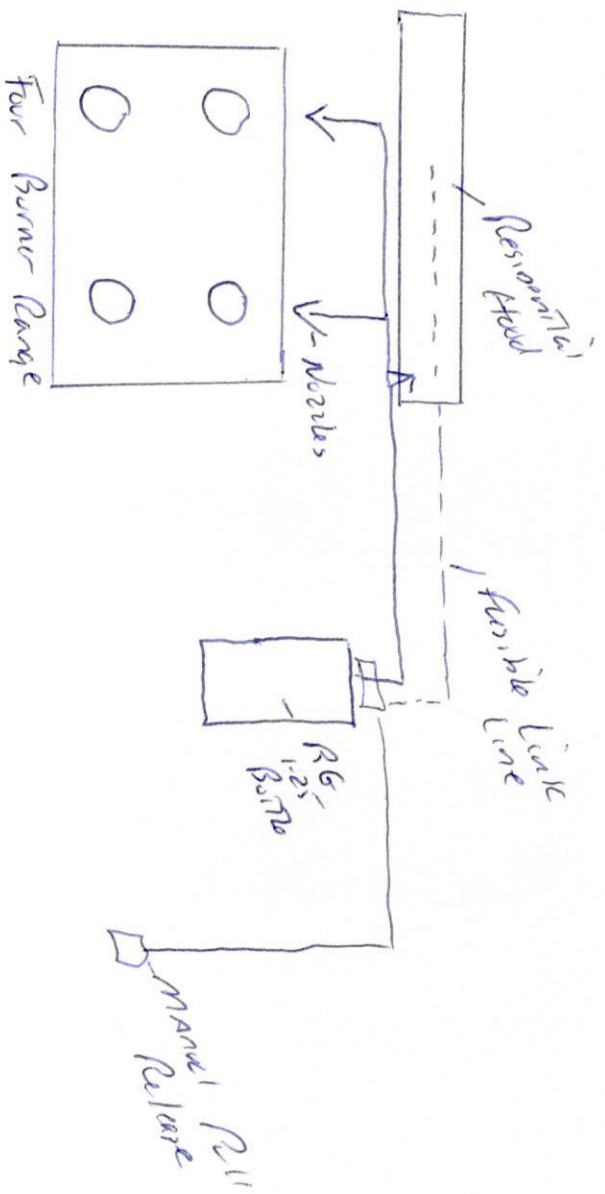 Residential
Hood
Fusible Link
Line
Nozzles
RG-
1.25
Bottle
Manual Pull
Release
Four Burner Range